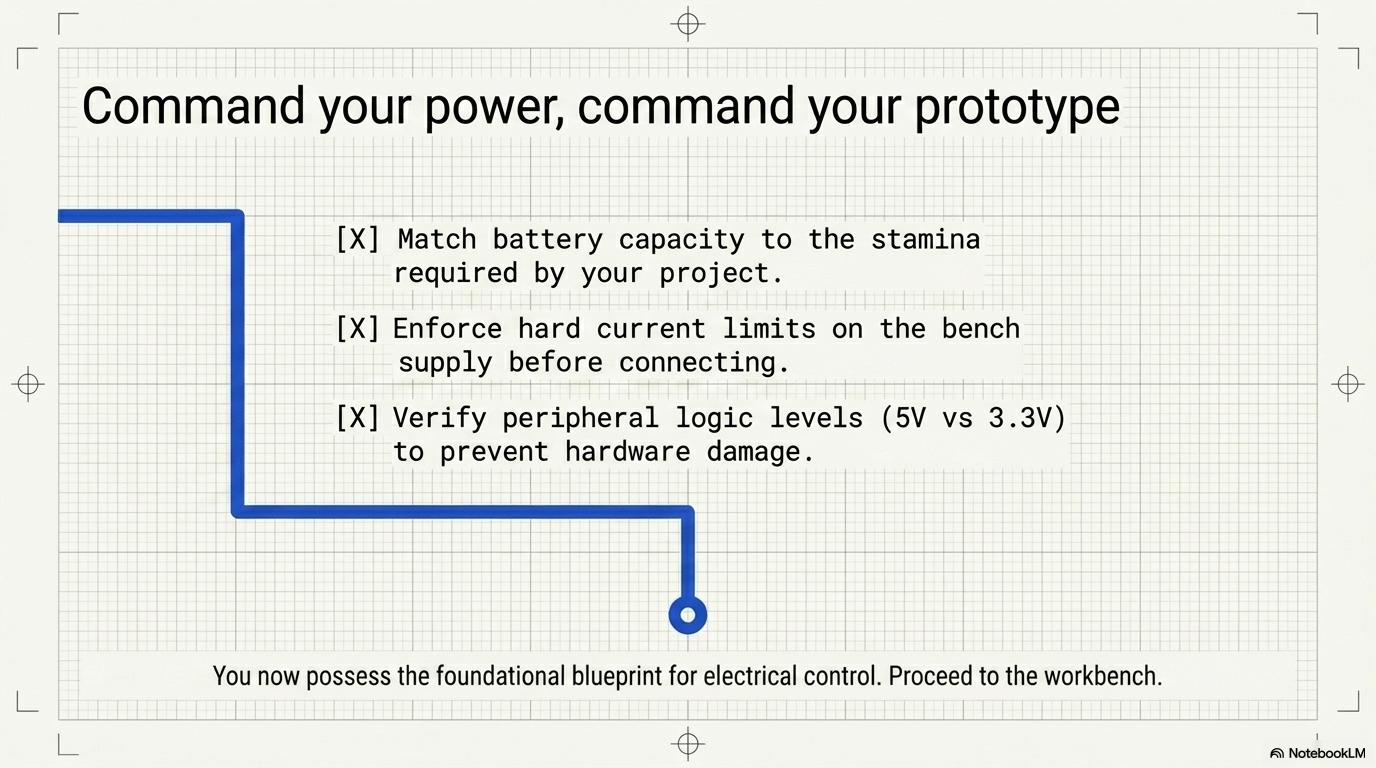 Command your power, command your prototype
[X] Match battery capacity to the stamina
required by your project.
[X] Enforce hard current limits on the bench
supply before connecting.
[X] Verify peripheral logic levels (5V vs 3.3V)
to prevent hardware damage.
You now possess the foundational blueprint for electrical control. Proceed to the workbench.
NotebookLM